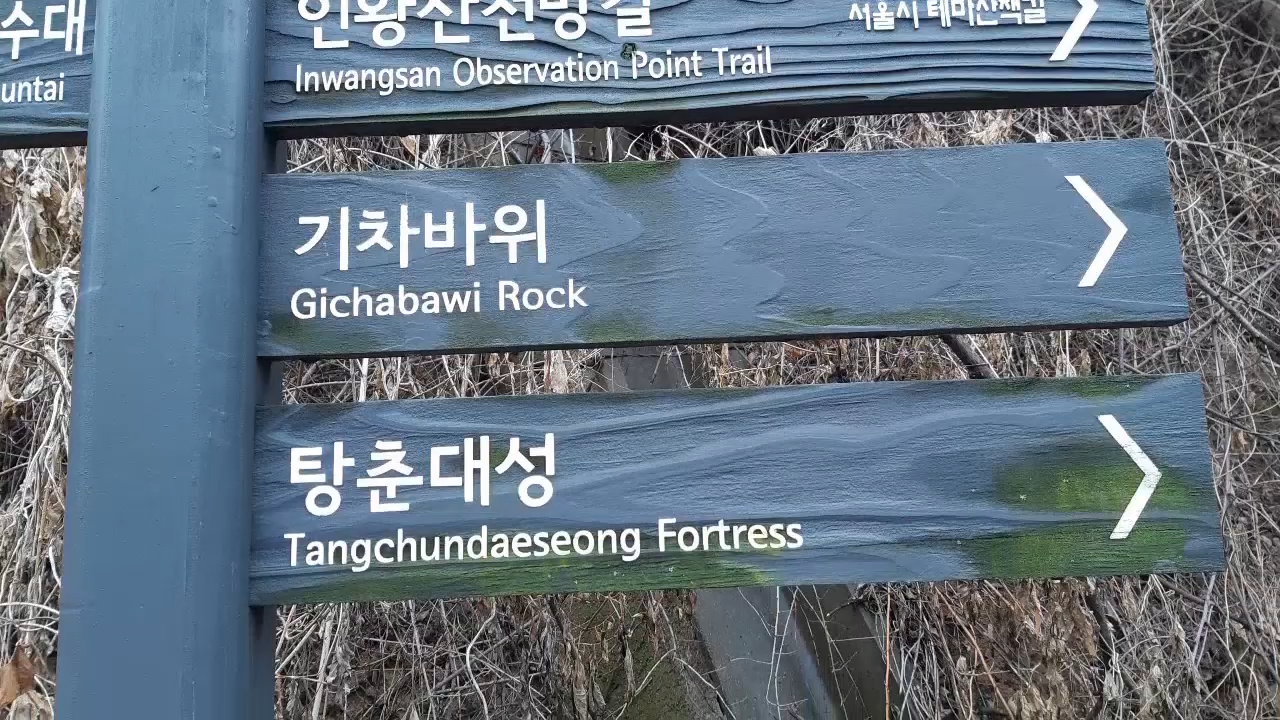 수대
untai
인왕산전망길
서울시 테마산책길
Inwangsan Observation Point Trail
기차바위
Gichabawi Rock
탕춘대성
Tangchundaeseong Fortress